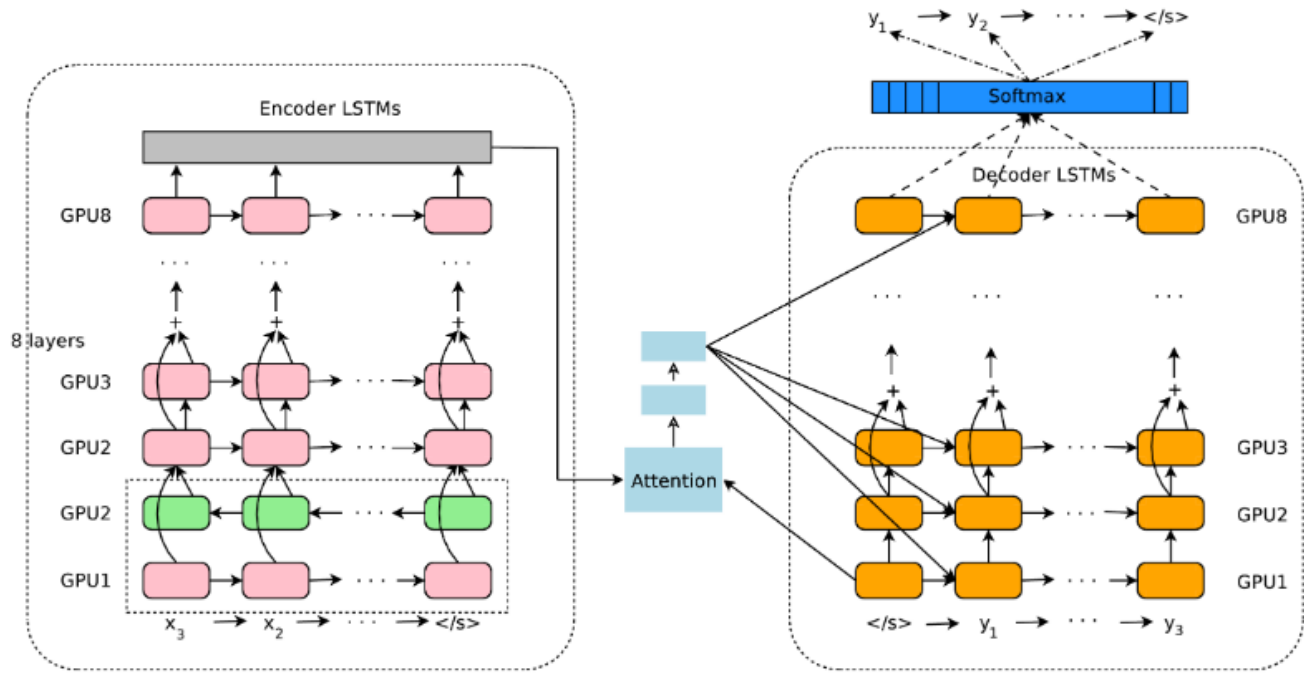 y1 y2 · · · </s>
Softmax
Encoder LSTMs
Decoder LSTMs
GPU8
GPU8
· · · · · · · · ·
· · · · · · · · ·
8 layers
+ + +
+ + +
GPU3
GPU3
GPU2
GPU2
GPU2
GPU1
GPU1
Attention
x3 x2 · · · </s>
</s> y1 · · · y3